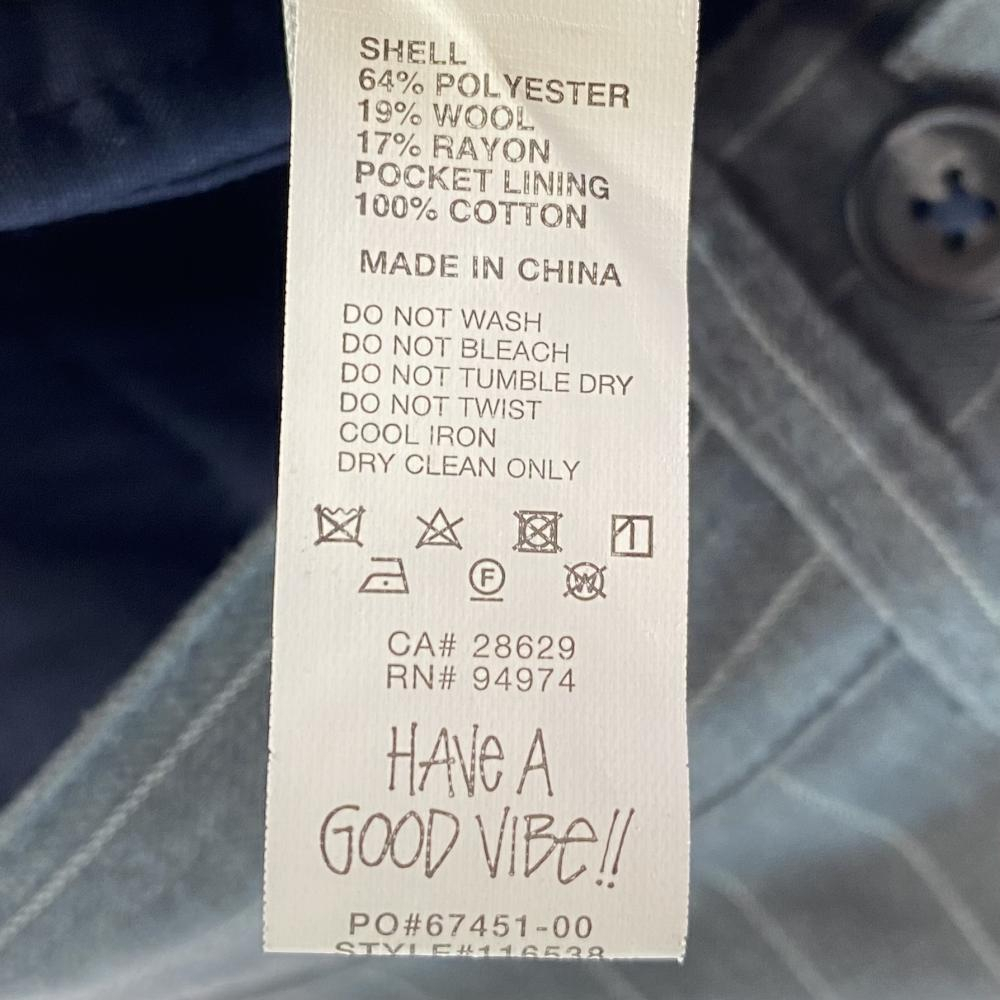 SHELL
64% POLYESTER
19% WOOL
17% RAYON
POCKET LINING
100% COTTON
MADE IN CHINA
DO NOT WASH
DO NOT BLEACH
DO NOT TUMBLE DRY
DO NOT TWIST
COOL IRON
DRY CLEAN ONLY
F
W
CA# 28629
RN# 94974
HAVE A
GOOD VIBE!!
PO#67451-00
STYLE#116538